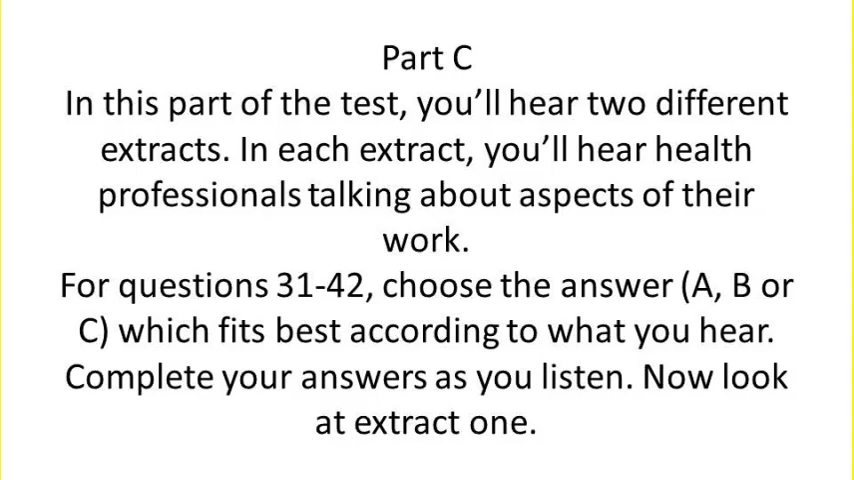 Part C
In this part of the test, you’ll hear two different
extracts. In each extract, you’ll hear health
professionals talking about aspects of their
work.
For questions 31-42, choose the answer (A, B or
C) which fits best according to what you hear.
Complete your answers as you listen. Now look
at extract one.